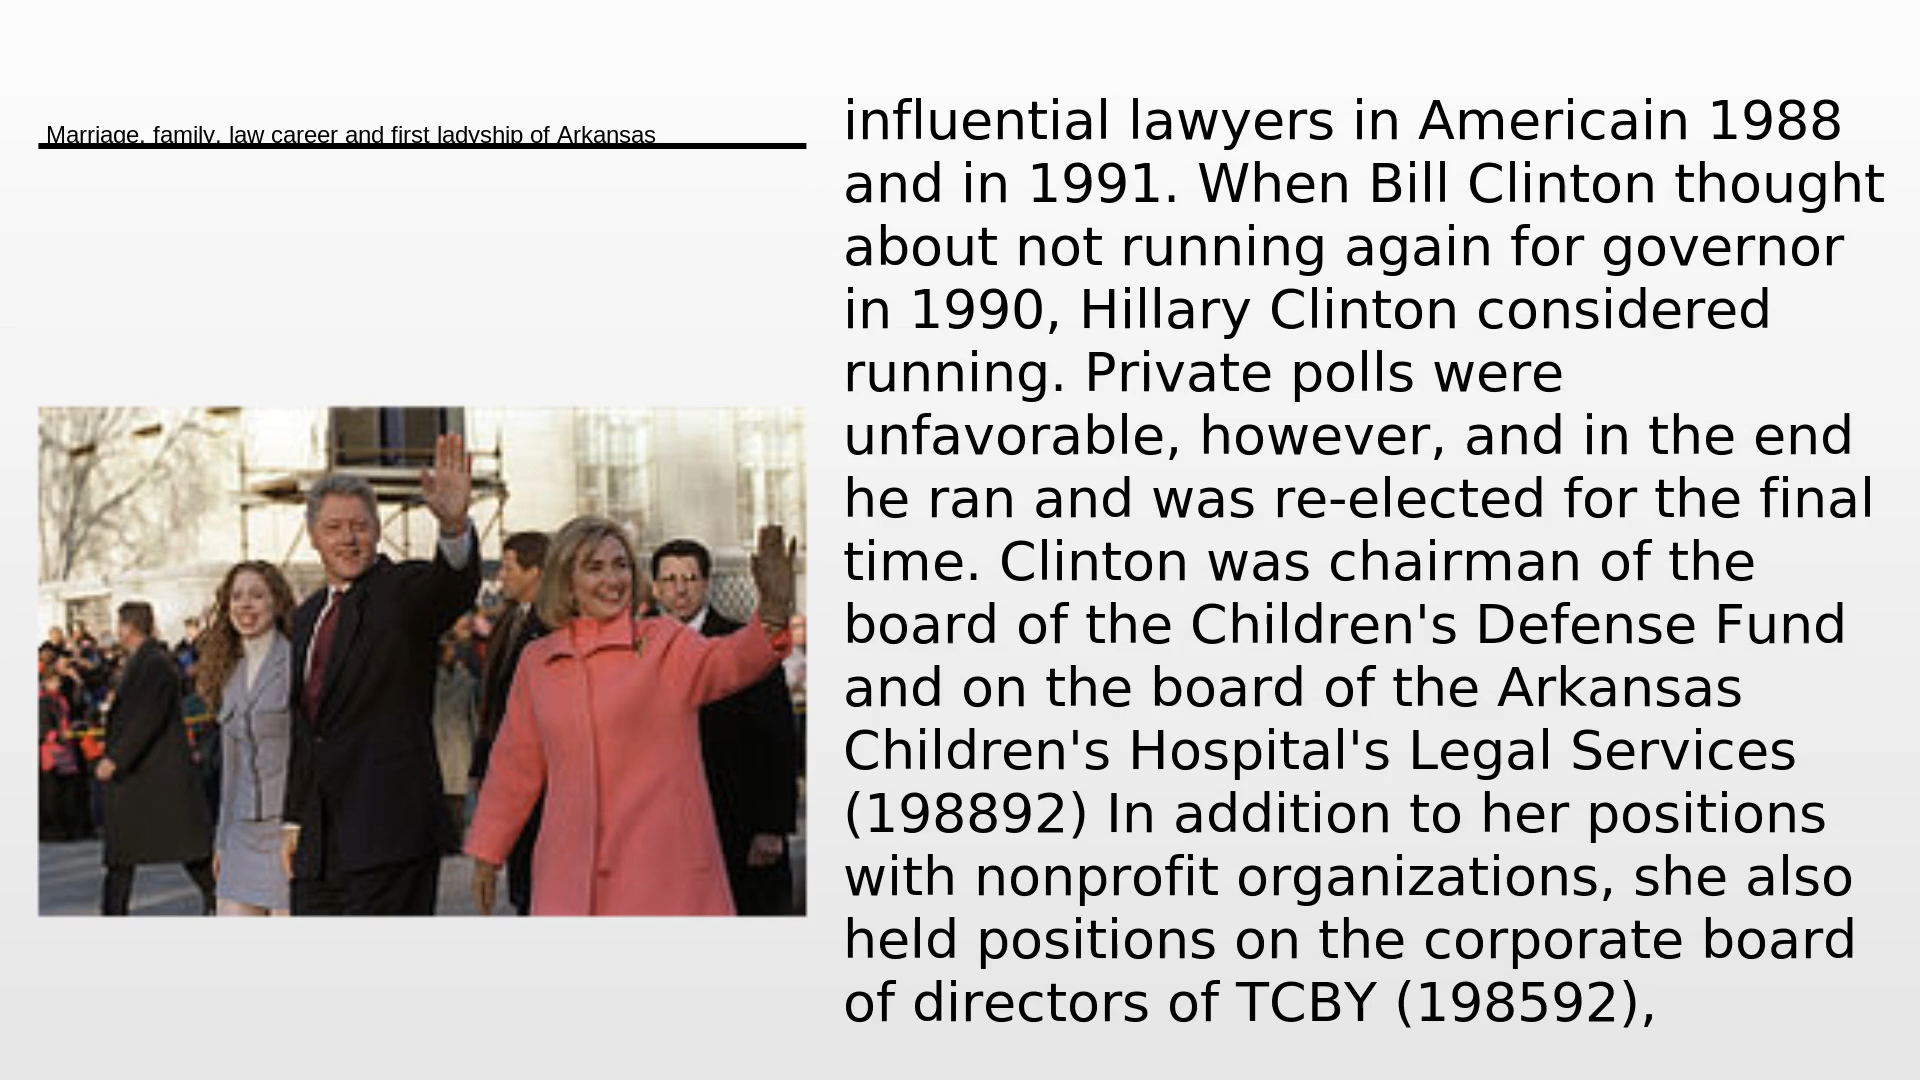 Marriage, family, law career and first ladyship of Arkansas
influential lawyers in Americain 1988
and in 1991. When Bill Clinton thought
about not running again for governor
in 1990, Hillary Clinton considered
running. Private polls were
unfavorable, however, and in the end
he ran and was re-elected for the final
time. Clinton was chairman of the
board of the Children's Defense Fund
and on the board of the Arkansas
Children's Hospital's Legal Services
(198892) In addition to her positions
with nonprofit organizations, she also
held positions on the corporate board
of directors of TCBY (198592),